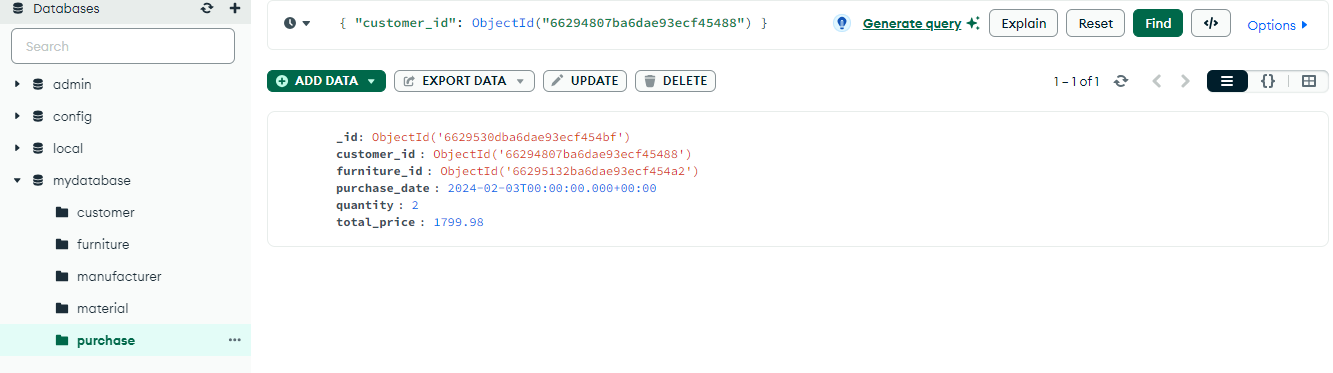 Databases
Search
admin
config
local
mydatabase
customer
furniture
manufacturer
material
purchase
{ "customer_id": ObjectId("66294807ba6dae93ecf45488") }
Generate query
Explain
Reset
Find
</>
Options
ADD DATA
EXPORT DATA
UPDATE
DELETE
1 – 1 of 1
{}
_id: ObjectId('6629530dba6dae93ecf454bf')
customer_id : ObjectId('66294807ba6dae93ecf45488')
furniture_id : ObjectId('66295132ba6dae93ecf454a2')
purchase_date : 2024-02-03T00:00:00.000+00:00
quantity : 2
total_price : 1799.98